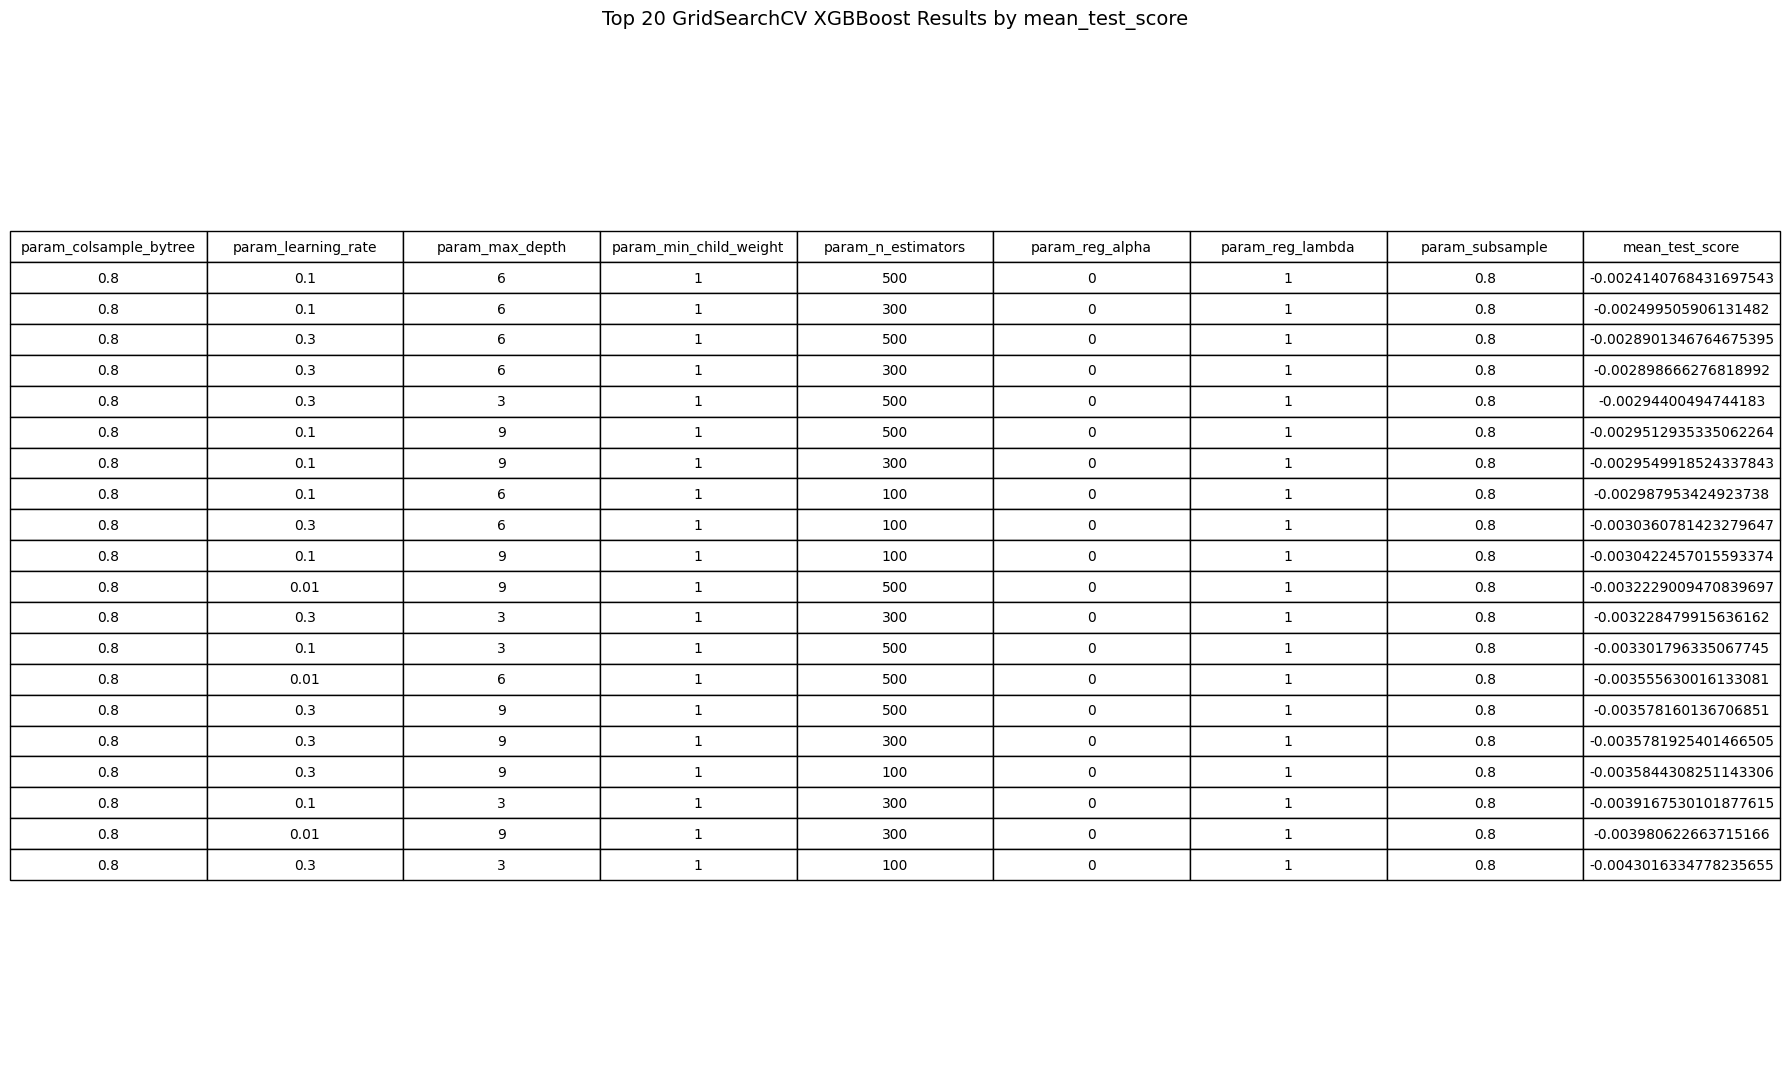 Top 20 GridSearchCV XGBBoost Results by mean_test_score
param_colsample_bytree param_learning_rate param_max_depth param_min_child_weight param_n_estimators param_reg_alpha param_reg_lambda param_subsample mean_test_score
0.8 0.1 6 1 500 0 1 0.8 -0.0024140768431697543
0.8 0.1 6 1 300 0 1 0.8 -0.002499505906131482
0.8 0.3 6 1 500 0 1 0.8 -0.0028901346764675395
0.8 0.3 6 1 300 0 1 0.8 -0.002898666276818992
0.8 0.3 3 1 500 0 1 0.8 -0.00294400494744183
0.8 0.1 9 1 500 0 1 0.8 -0.0029512935335062264
0.8 0.1 9 1 300 0 1 0.8 -0.0029549918524337843
0.8 0.1 6 1 100 0 1 0.8 -0.002987953424923738
0.8 0.3 6 1 100 0 1 0.8 -0.0030360781423279647
0.8 0.1 9 1 100 0 1 0.8 -0.0030422457015593374
0.8 0.01 9 1 500 0 1 0.8 -0.0032229009470839697
0.8 0.3 3 1 300 0 1 0.8 -0.003228479915636162
0.8 0.1 3 1 500 0 1 0.8 -0.003301796335067745
0.8 0.01 6 1 500 0 1 0.8 -0.003555630016133081
0.8 0.3 9 1 500 0 1 0.8 -0.003578160136706851
0.8 0.3 9 1 300 0 1 0.8 -0.0035781925401466505
0.8 0.3 9 1 100 0 1 0.8 -0.0035844308251143306
0.8 0.1 3 1 300 0 1 0.8 -0.0039167530101877615
0.8 0.01 9 1 300 0 1 0.8 -0.003980622663715166
0.8 0.3 3 1 100 0 1 0.8 -0.0043016334778235655